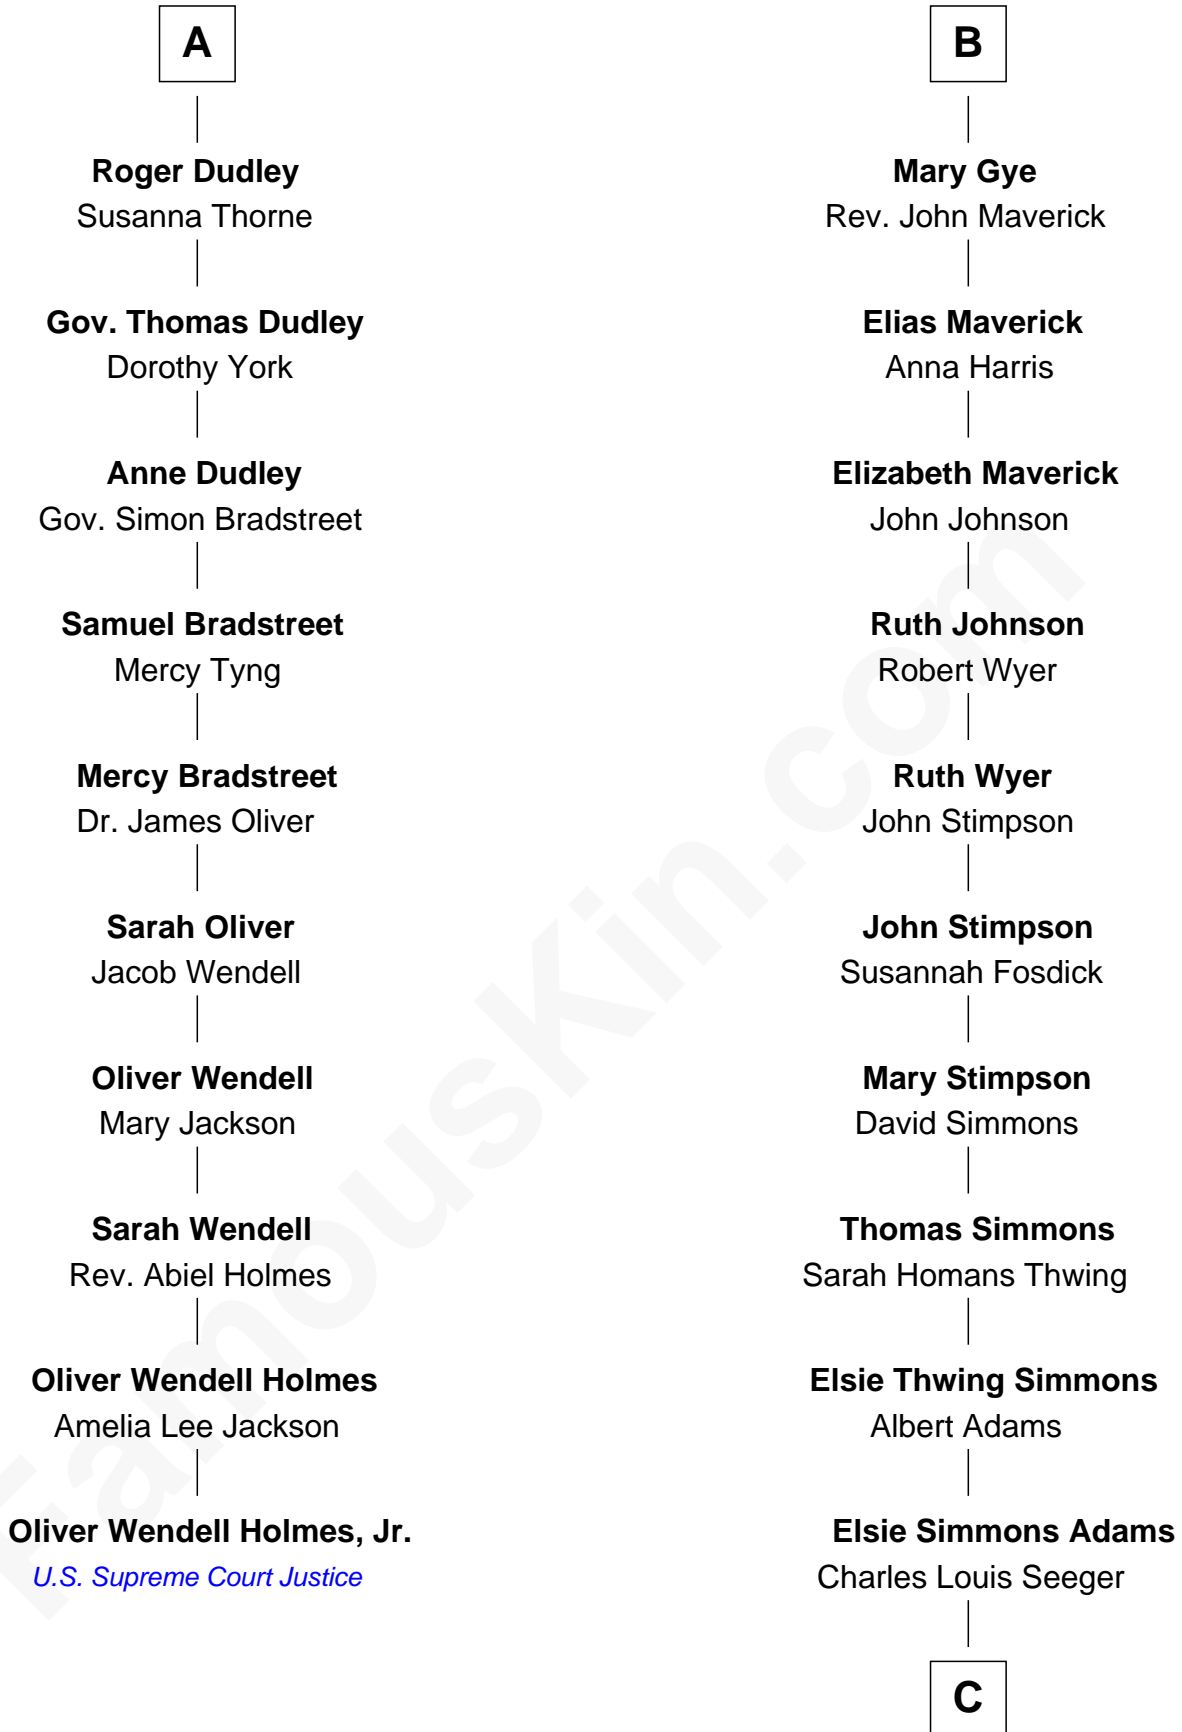 A
Roger Dudley
Susanna Thorne
Gov. Thomas Dudley
Dorothy York
Anne Dudley
Gov. Simon Bradstreet
Samuel Bradstreet
Mercy Tyng
Mercy Bradstreet
Dr. James Oliver
Sarah Oliver
Jacob Wendell
Oliver Wendell
Mary Jackson
Sarah Wendell
Rev. Abiel Holmes
Oliver Wendell Holmes
Amelia Lee Jackson
Oliver Wendell Holmes, Jr.
U.S. Supreme Court Justice
B
Mary Gye
Rev. John Maverick
Elias Maverick
Anna Harris
Elizabeth Maverick
John Johnson
Ruth Johnson
Robert Wyer
Ruth Wyer
John Stimpson
John Stimpson
Susannah Fosdick
Mary Stimpson
David Simmons
Thomas Simmons
Sarah Homans Thwing
Elsie Thwing Simmons
Albert Adams
Elsie Simmons Adams
Charles Louis Seeger
C
FamousKin.com